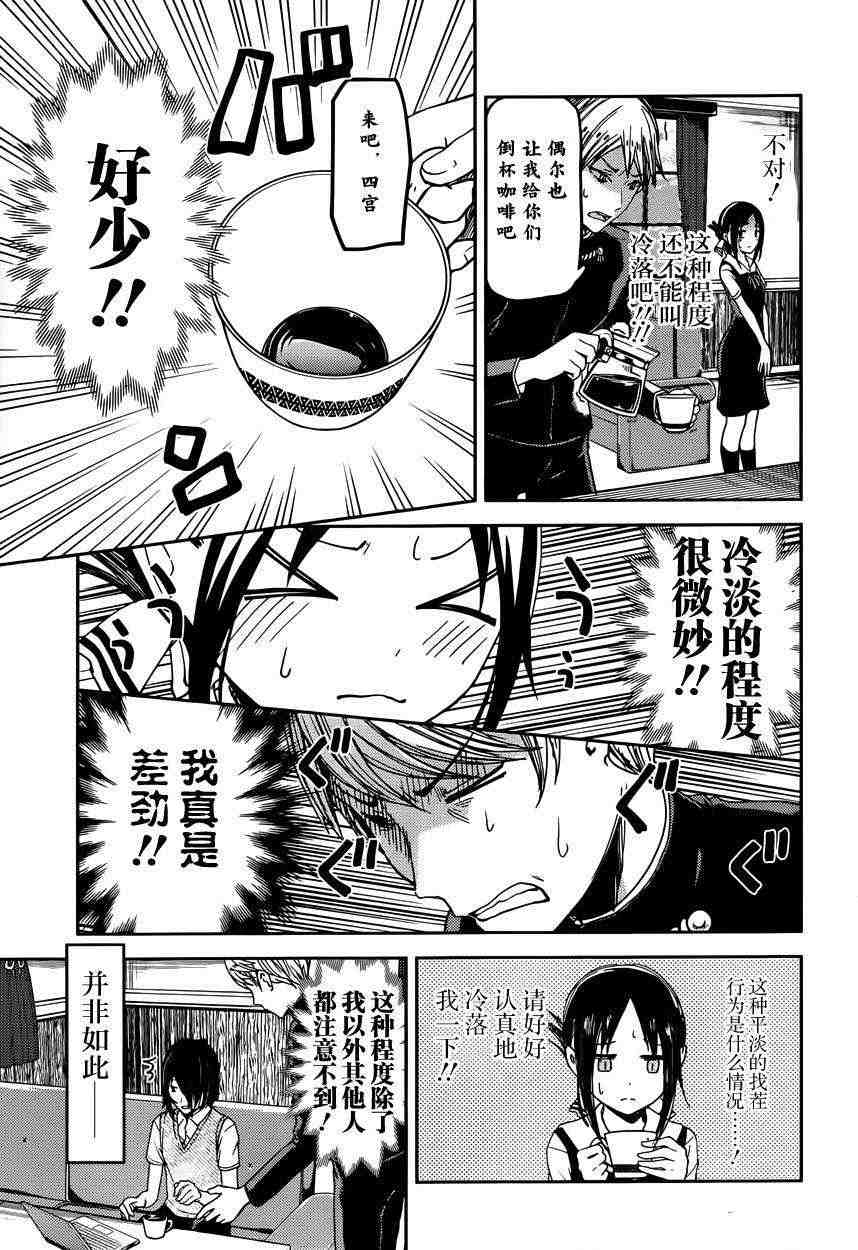 不对！
这种程度
还不能叫
冷落吧!!!
偶尔也
让我给你们
倒杯咖啡吧
来吧，四宫
好少!!
冷淡的程度
很微妙!!
我真是
差劲!!
这种平淡的找茬
行为是什么情况……！
请好好
认真地
冷落
我一下!!
这种程度除了
我以外其他人
都注意不到！
并非如此——